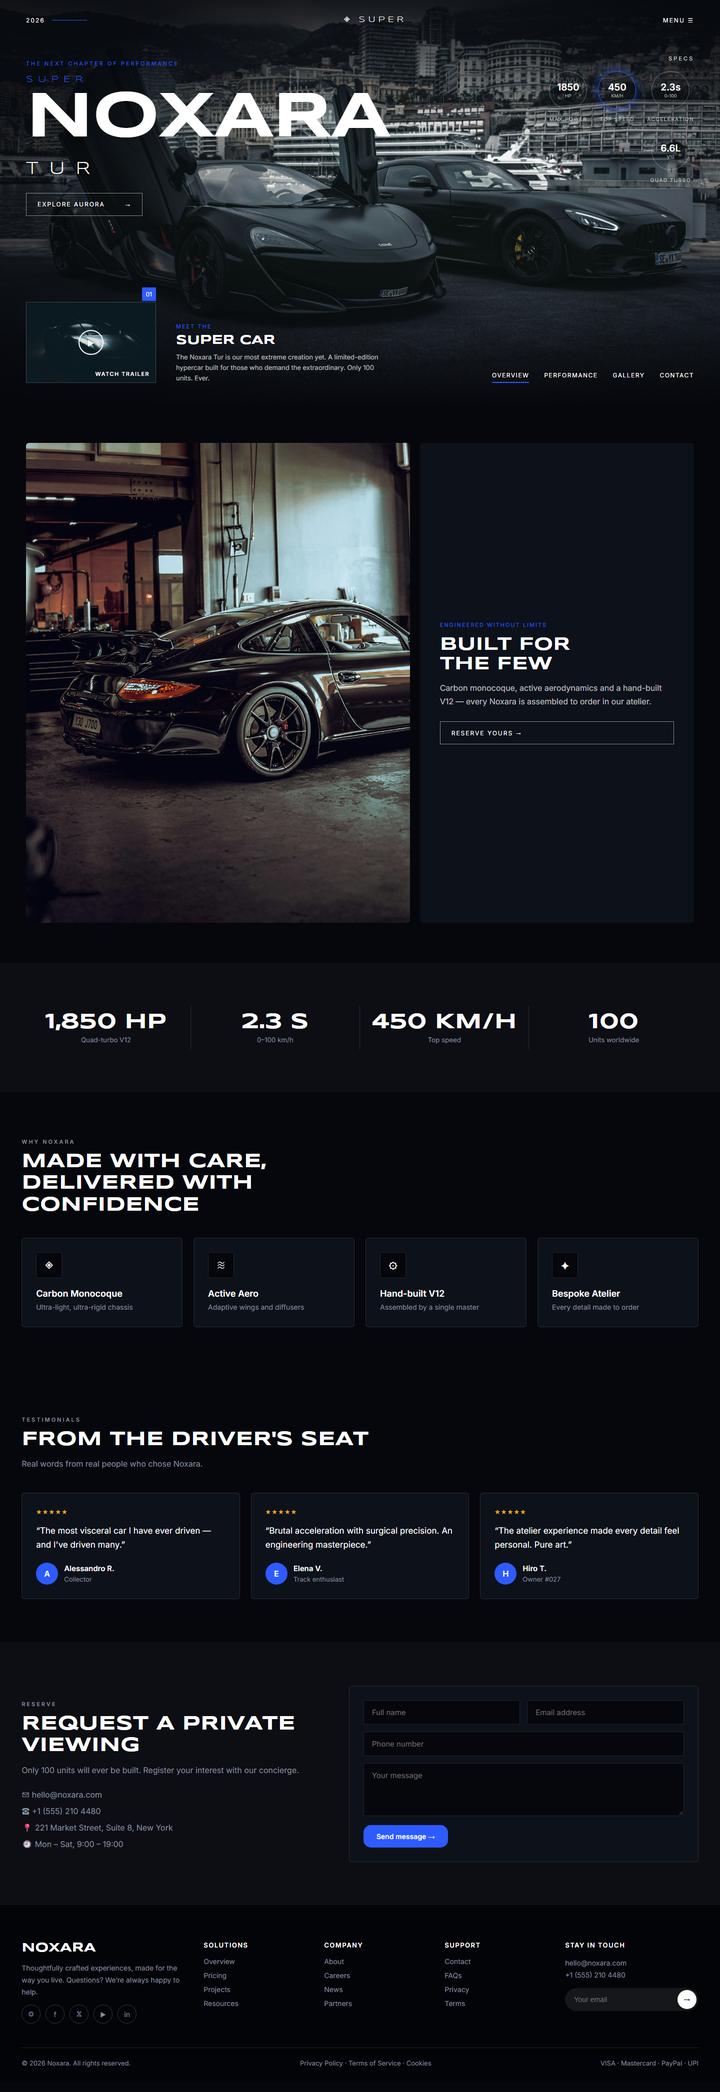 2026
SUPER
MENU ☰
THE NEXT CHAPTER OF PERFORMANCE
SUPER
NOXARA
TUR
EXPLORE AURORA →
SPECS
1850
HP
MAX POWER
450
KM/H
TOP SPEED
2.3s
0-100
ACCELERATION
6.6L
V12
QUAD TURBO
01
WATCH TRAILER
MEET THE
SUPER CAR
The Noxara Tur is our most extreme creation yet. A limited-edition
hypercar built for those who demand the extraordinary. Only 100
units. Ever.
OVERVIEW PERFORMANCE GALLERY CONTACT
ENGINEERED WITHOUT LIMITS
BUILT FOR
THE FEW
Carbon monocoque, active aerodynamics and a hand-built
V12 — every Noxara is assembled to order in our atelier.
RESERVE YOURS →
1,850 HP
Quad-turbo V12
2.3 S
0–100 km/h
450 KM/H
Top speed
100
Units worldwide
WHY NOXARA
MADE WITH CARE,
DELIVERED WITH
CONFIDENCE
Carbon Monocoque
Ultra-light, ultra-rigid chassis
Active Aero
Adaptive wings and diffusers
Hand-built V12
Assembled by a single master
Bespoke Atelier
Every detail made to order
TESTIMONIALS
FROM THE DRIVER'S SEAT
Real words from real people who chose Noxara.
★★★★★
“The most visceral car I have ever driven —
and I've driven many.”
A
Alessandro R.
Collector
★★★★★
“Brutal acceleration with surgical precision. An
engineering masterpiece.”
E
Elena V.
Track enthusiast
★★★★★
“The atelier experience made every detail feel
personal. Pure art.”
H
Hiro T.
Owner #027
RESERVE
REQUEST A PRIVATE
VIEWING
Only 100 units will ever be built. Register your interest with our concierge.
hello@noxara.com
+1 (555) 210 4480
221 Market Street, Suite 8, New York
Mon – Sat, 9:00 – 19:00
Full name
Email address
Phone number
Your message
Send message →
NOXARA
Thoughtfully crafted experiences, made for the
way you live. Questions? We're always happy to
help.
f 𝕏 ▶ in
SOLUTIONS
Overview
Pricing
Projects
Resources
COMPANY
About
Careers
News
Partners
SUPPORT
Contact
FAQs
Privacy
Terms
STAY IN TOUCH
hello@noxara.com
+1 (555) 210 4480
Your email →
© 2026 Noxara. All rights reserved.
Privacy Policy · Terms of Service · Cookies
VISA · Mastercard · PayPal · UPI